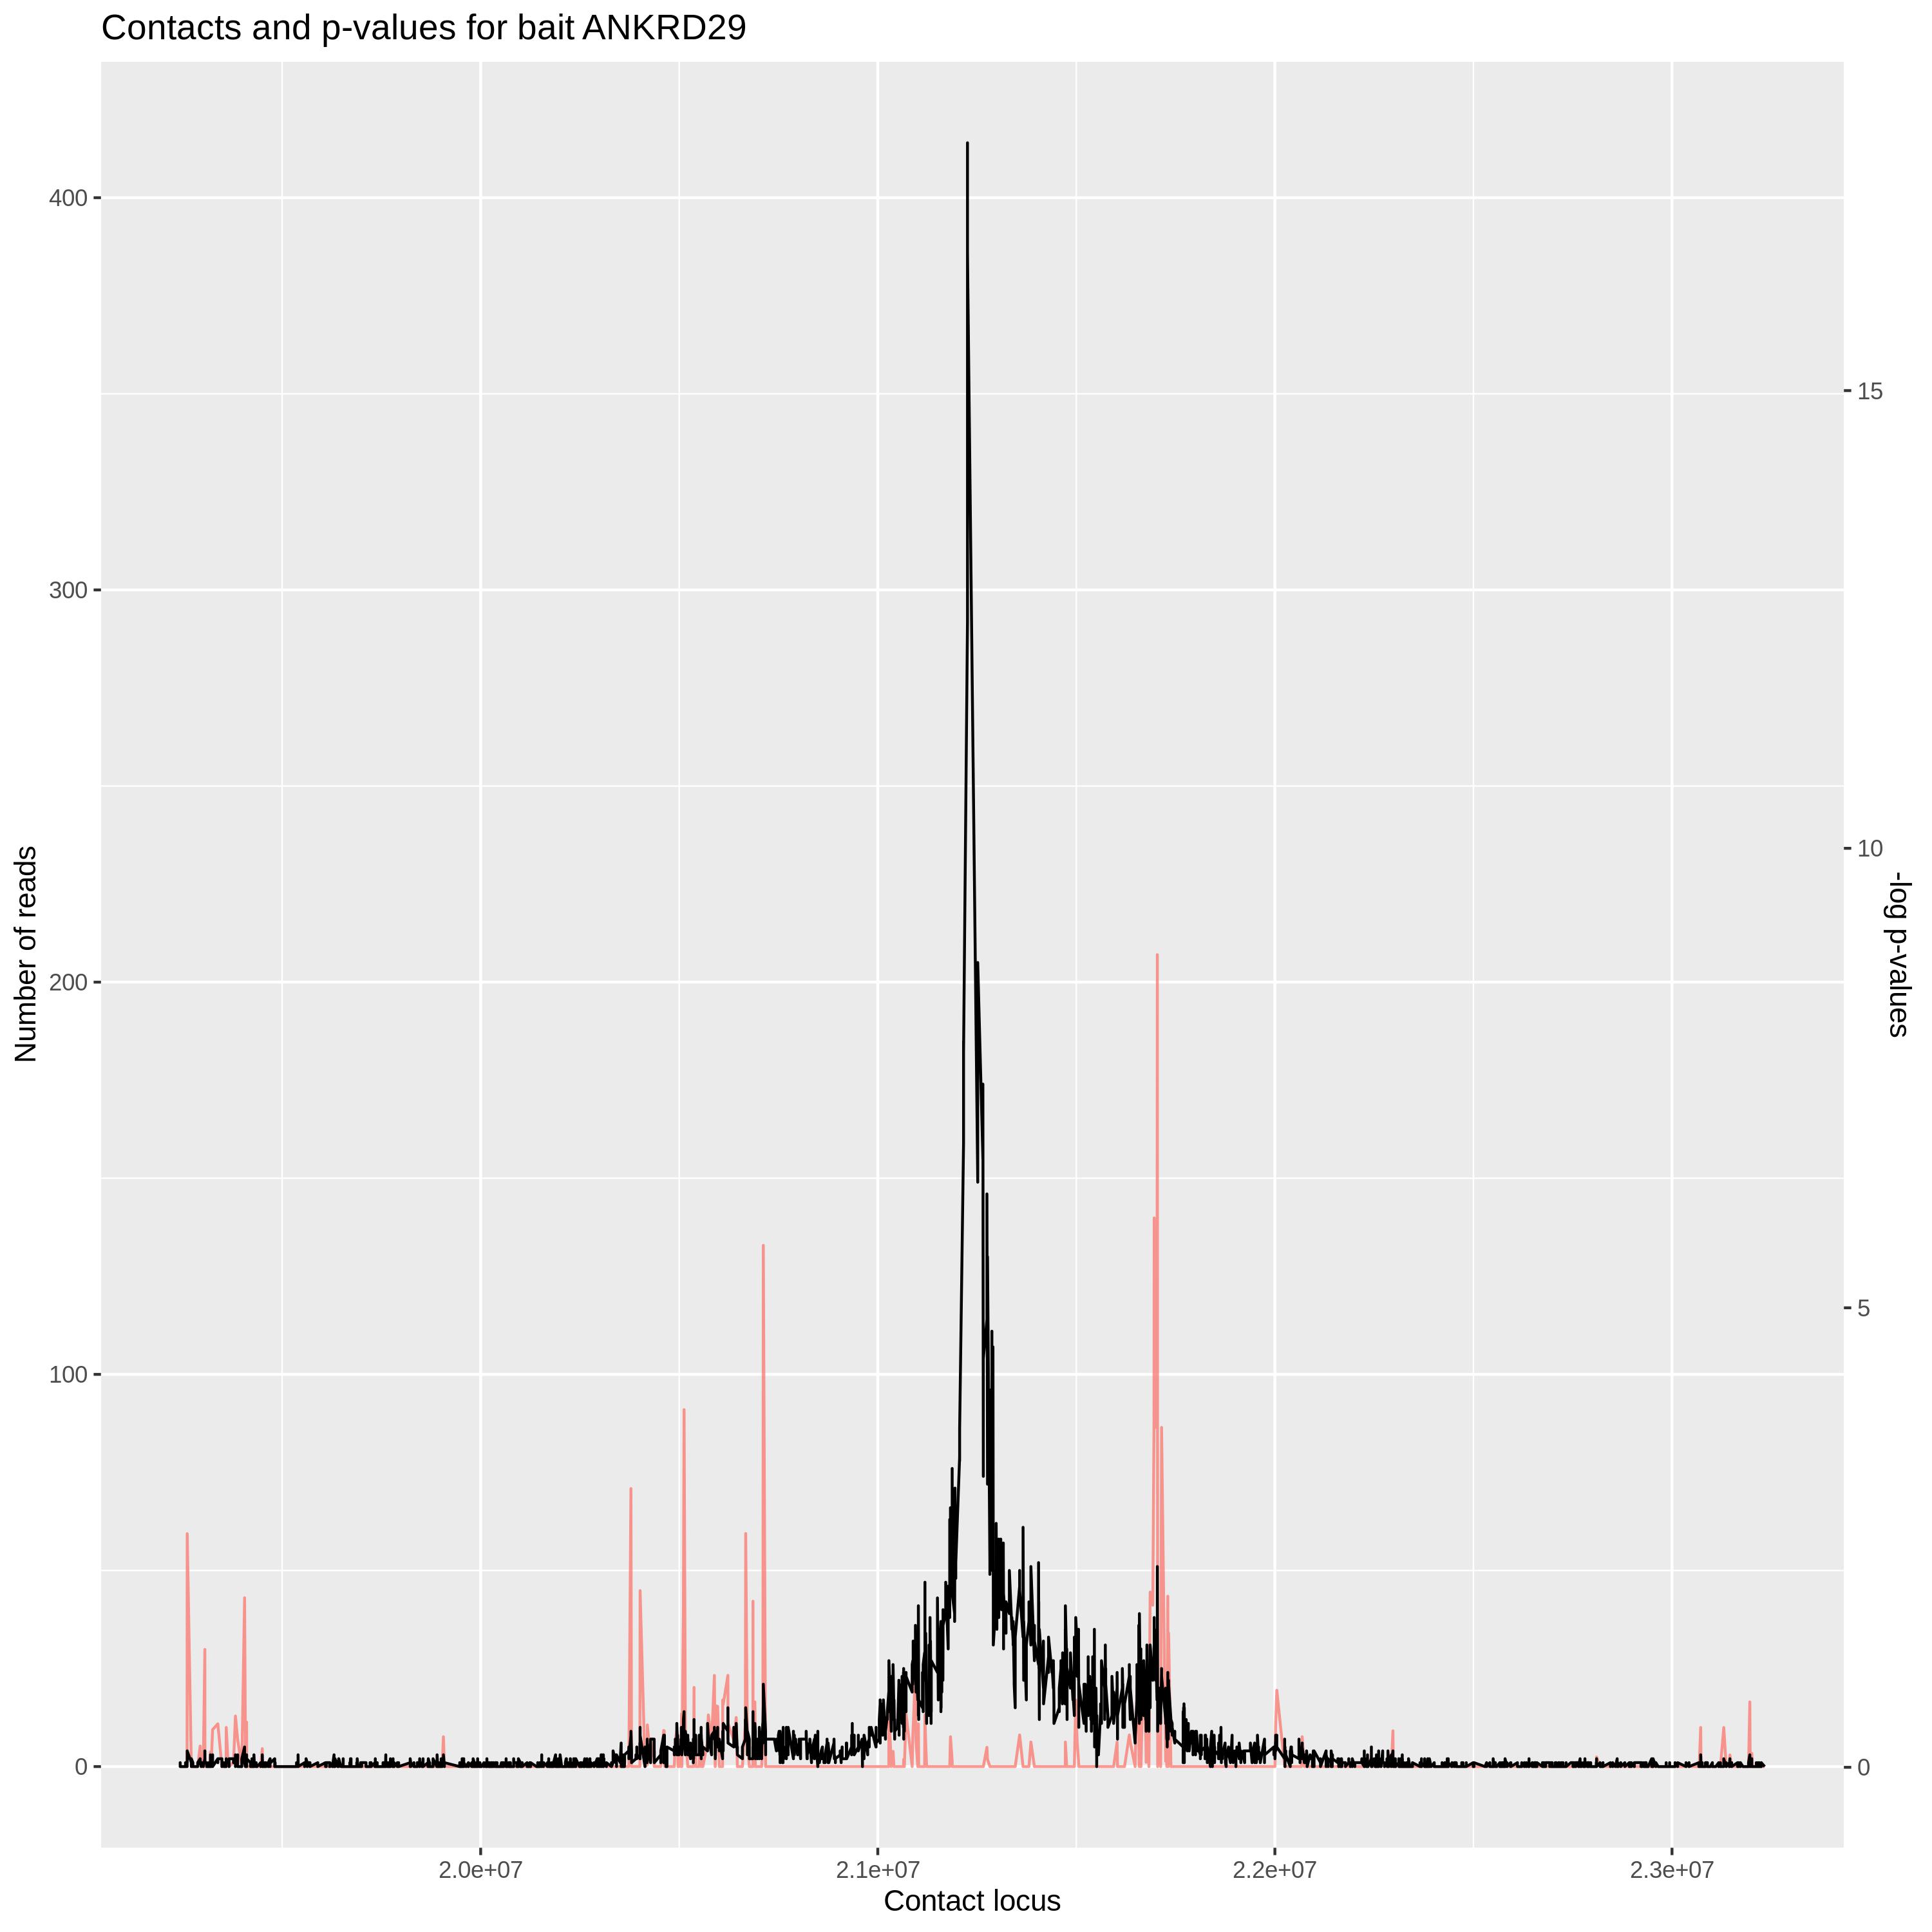 Contacts and p-values for bait ANKRD29
400
300
200
100
0
Number of reads
15
10
5
0
-log p-values
2.0e+07
2.1e+07
2.2e+07
2.3e+07
Contact locus